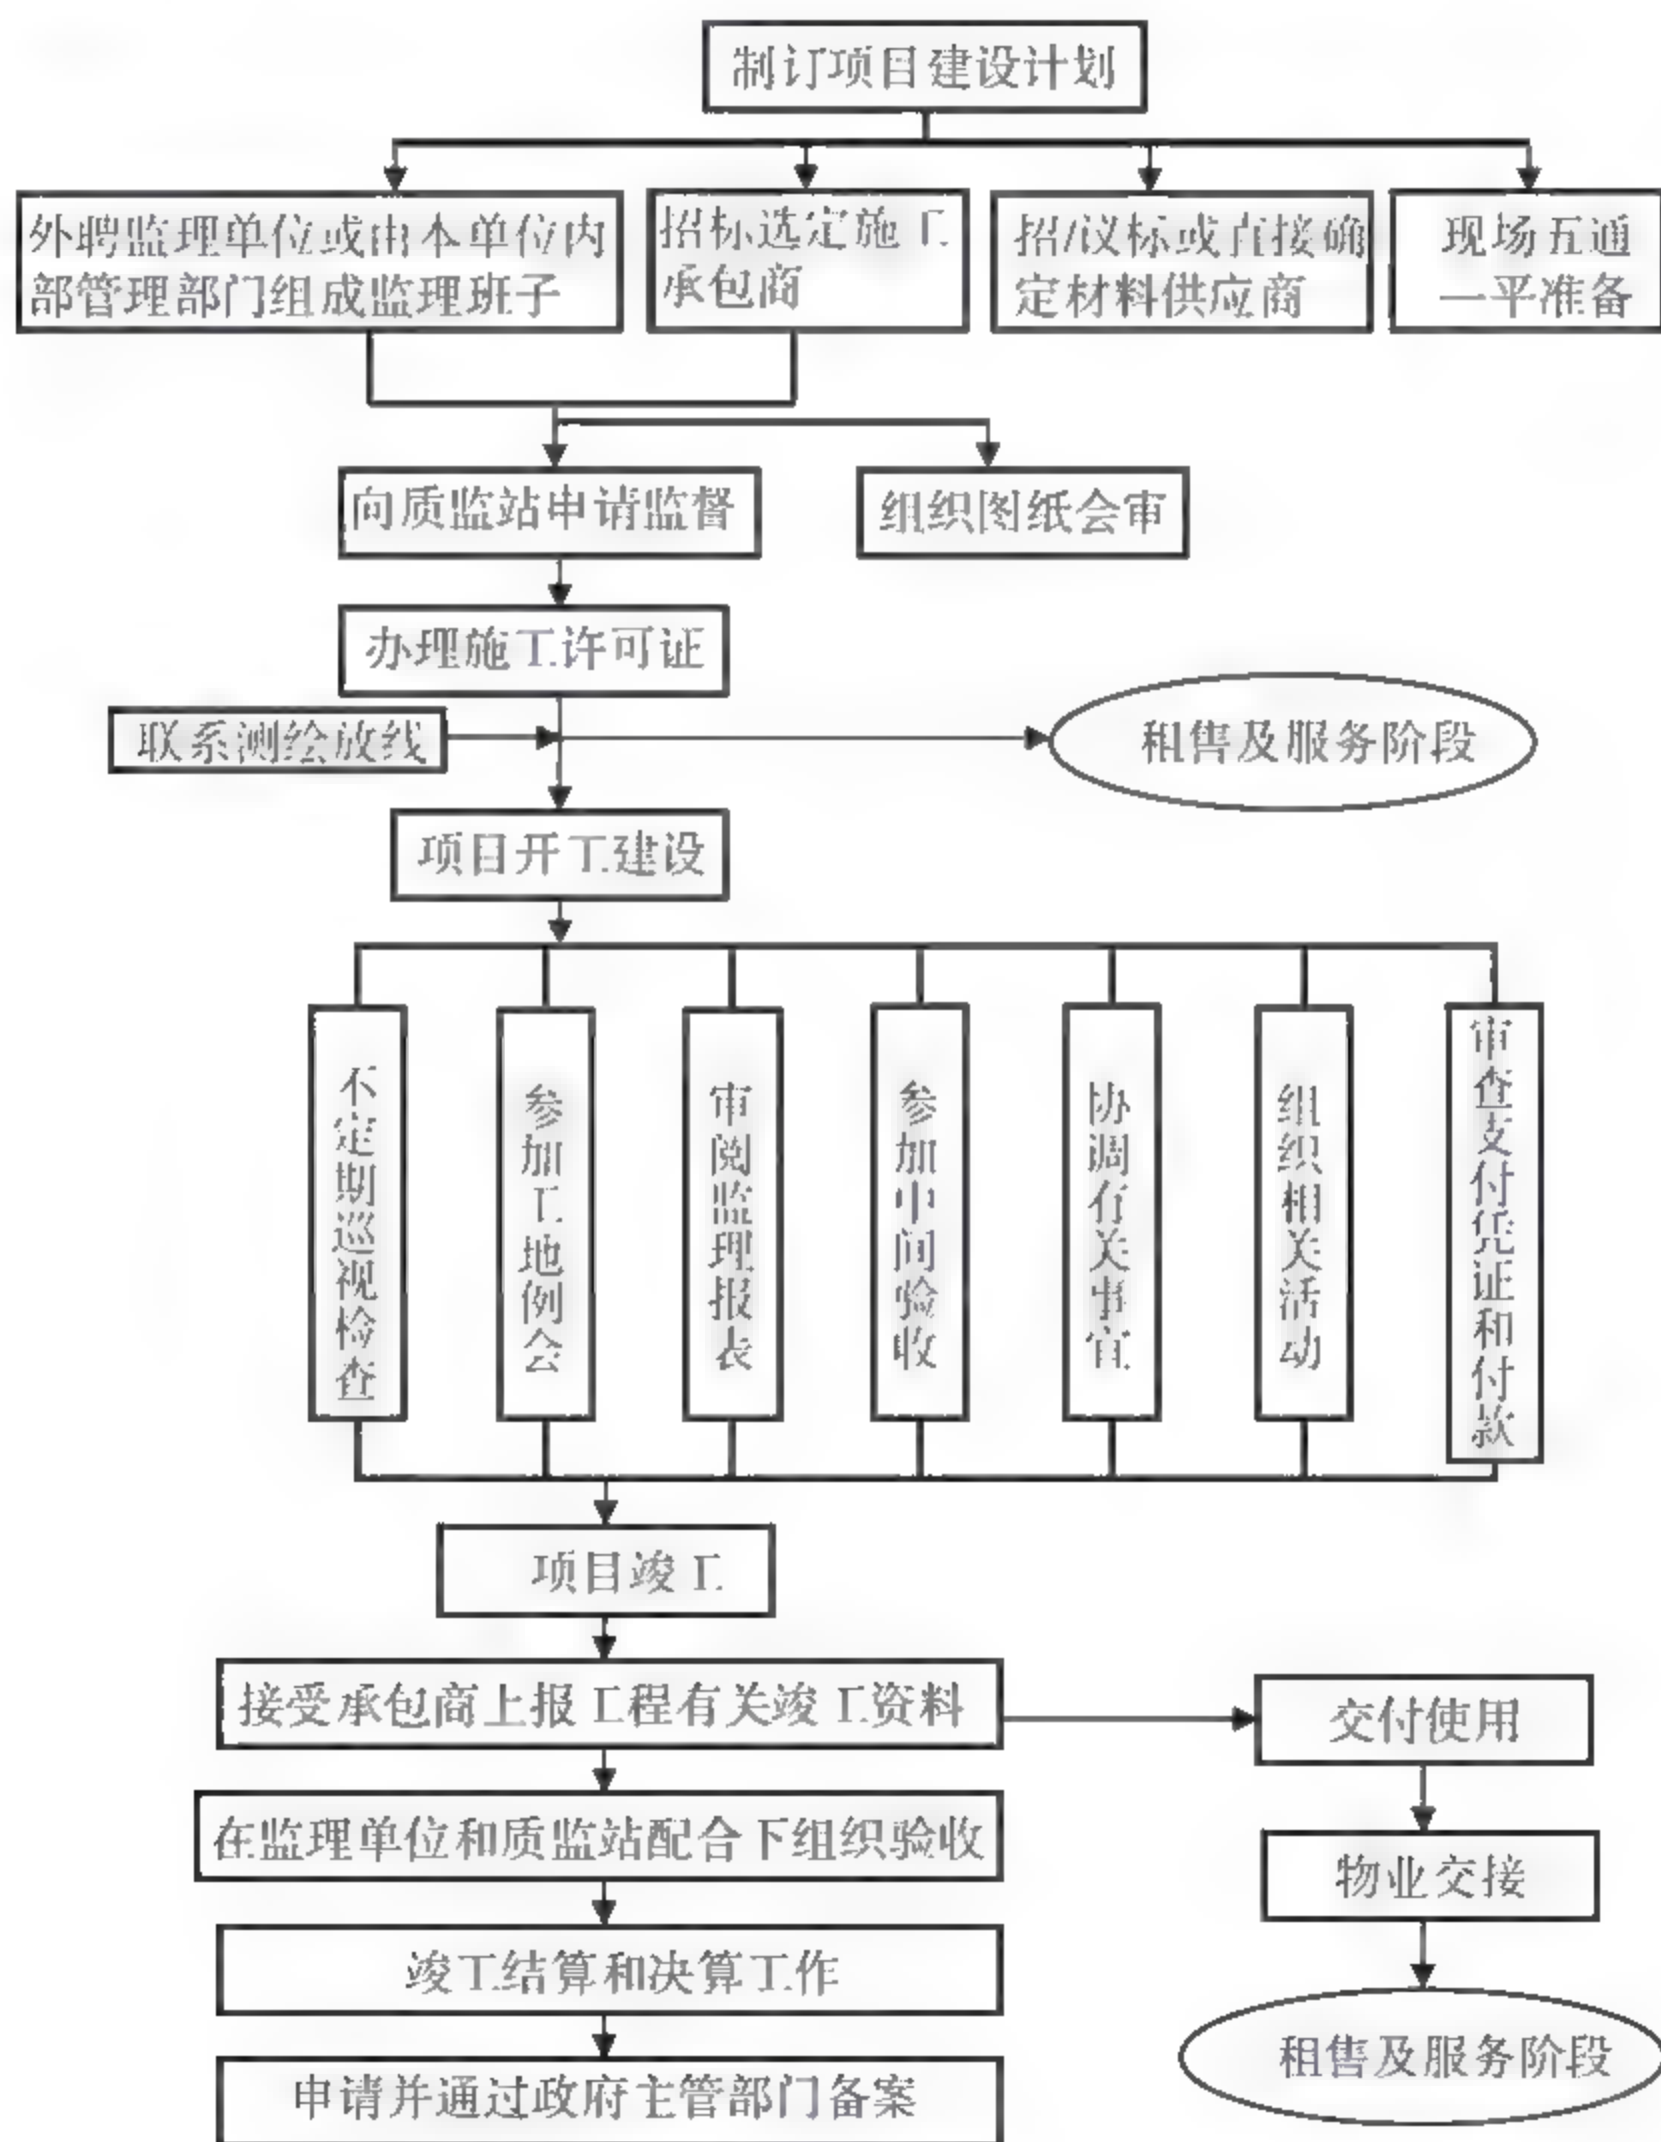 制订项目建设计划
外聘监理单位或由本单位内
部管理部门组成监理班子
招标选定施工
承包商
招/议标或直接确
定材料供应商
现场五通
一平准备
向质监站申请监督
组织图纸会审
办理施工许可证
联系测绘放线
租售及服务阶段
项目开工建设
不定期巡视检查
参加工地例会
审阅监理报表
参加中间验收
协调有关事宜
组织相关活动
审查支付凭证和付款
项目竣工
接受承包商上报工程有关竣工资料
交付使用
在监理单位和质监站配合下组织验收
物业交接
竣工结算和决算工作
租售及服务阶段
申请并通过政府主管部门备案